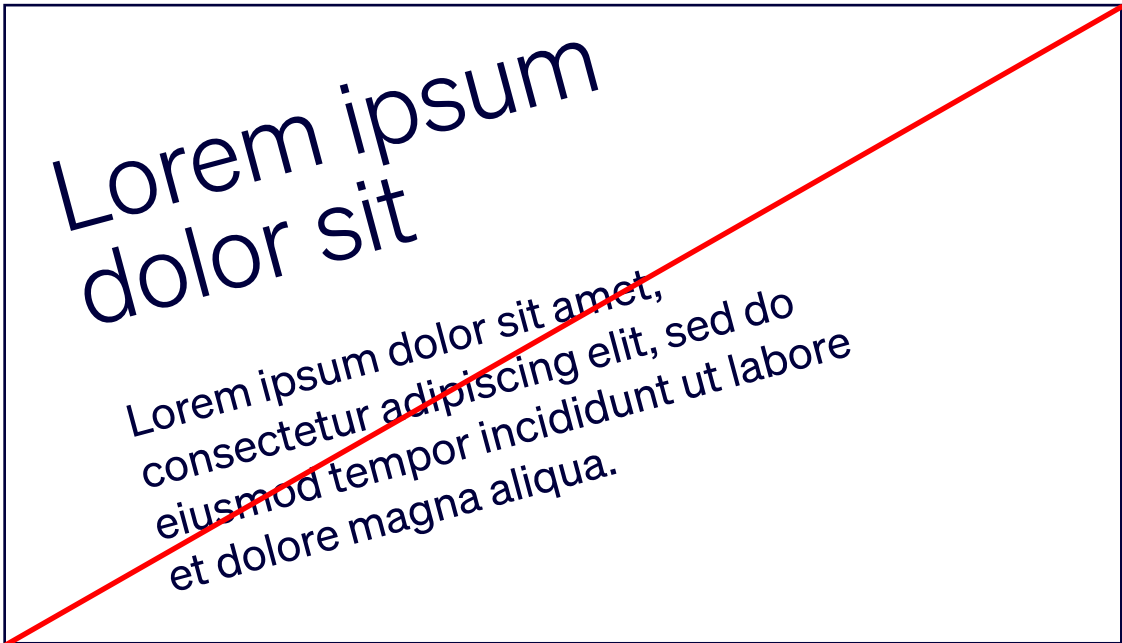 Lorem ipsum
dolor sit
Lorem ipsum dolor sit amet,
consectetur adipiscing elit, sed do
eiusmod tempor incididunt ut labore
et dolore magna aliqua.